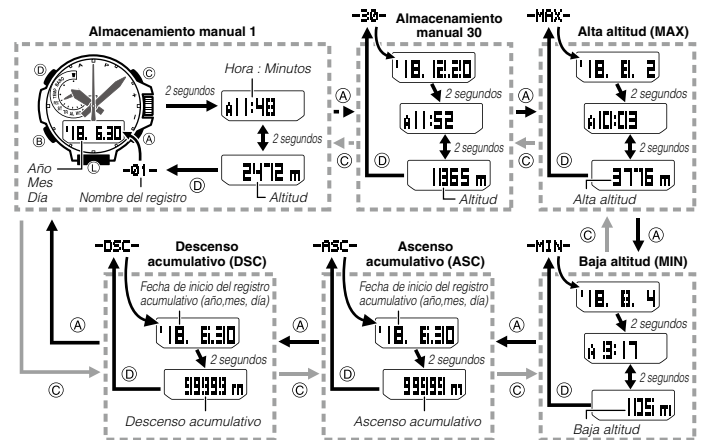 Almacenamiento manual 1
D
C
B
A
L
TEMP
BARO
'18. 6.30
Año
Mes
Día
-01-
Nombre del registro
2 segundos
Hora : Minutos
A11:48
2 segundos
24712 m
Altitud
D
A
C
-30-
Almacenamiento
manual 30
'18. 12.20
2 segundos
A11:52
2 segundos
D
1365 m
Altitud
A
C
-MAX-
Alta altitud (MAX)
'18. 8. 2
2 segundos
A10:03
2 segundos
D
3776 m
Alta altitud
C
A
-DSC-
Descenso
acumulativo (DSC)
Fecha de inicio del registro
acumulativo (año,mes, día)
'18. 6.30
2 segundos
D
99999 m
Descenso acumulativo
A
C
A
C
-ASC-
Ascenso
acumulativo (ASC)
Fecha de inicio del registro
acumulativo (año,mes, día)
'18. 6.30
2 segundos
D
99999 m
Ascenso acumulativo
A
C
-MIN-
Baja altitud (MIN)
'18. 8. 4
2 segundos
A 9:17
2 segundos
D
1105 m
Baja altitud